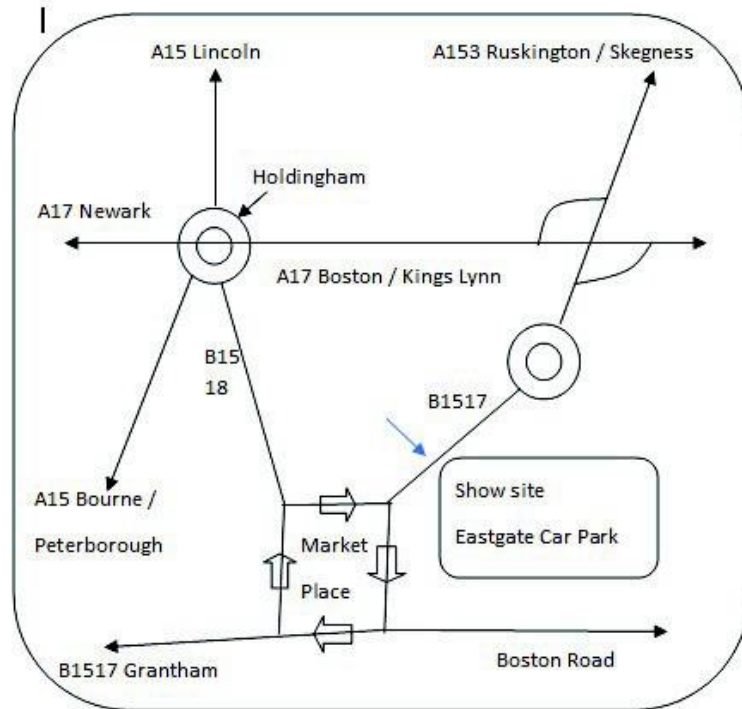 A15 Lincoln
A153 Ruskington / Skegness
Holdingham
A17 Newark
A17 Boston / Kings Lynn
B15
18
B1517
A15 Bourne /
Peterborough
Show site
Eastgate Car Park
Market
Place
B1517 Grantham
Boston Road